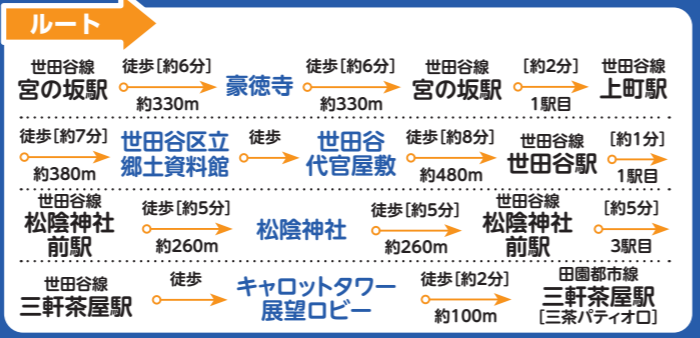 ルート
世田谷線 徒歩[約6分] 徒歩[約6分] 世田谷線 [約2分] 世田谷線
宮の坂駅 豪徳寺 宮の坂駅 上町駅
約330m 約330m 1駅目
徒歩[約7分] 世田谷区立 徒歩 世田谷 徒歩[約8分] 世田谷線 [約1分]
約380m 郷土資料館 代官屋敷 約480m 世田谷駅 1駅目
世田谷線 徒歩[約5分] 徒歩[約5分] 世田谷線 [約5分]
松陰神社 松陰神社 松陰神社
前駅 約260m 約260m 前駅 3駅目
世田谷線 徒歩 キャロットタワー 徒歩[約2分] 田園都市線
三軒茶屋駅 展望ロビー 約100m 三軒茶屋駅
[三茶パティオ口]